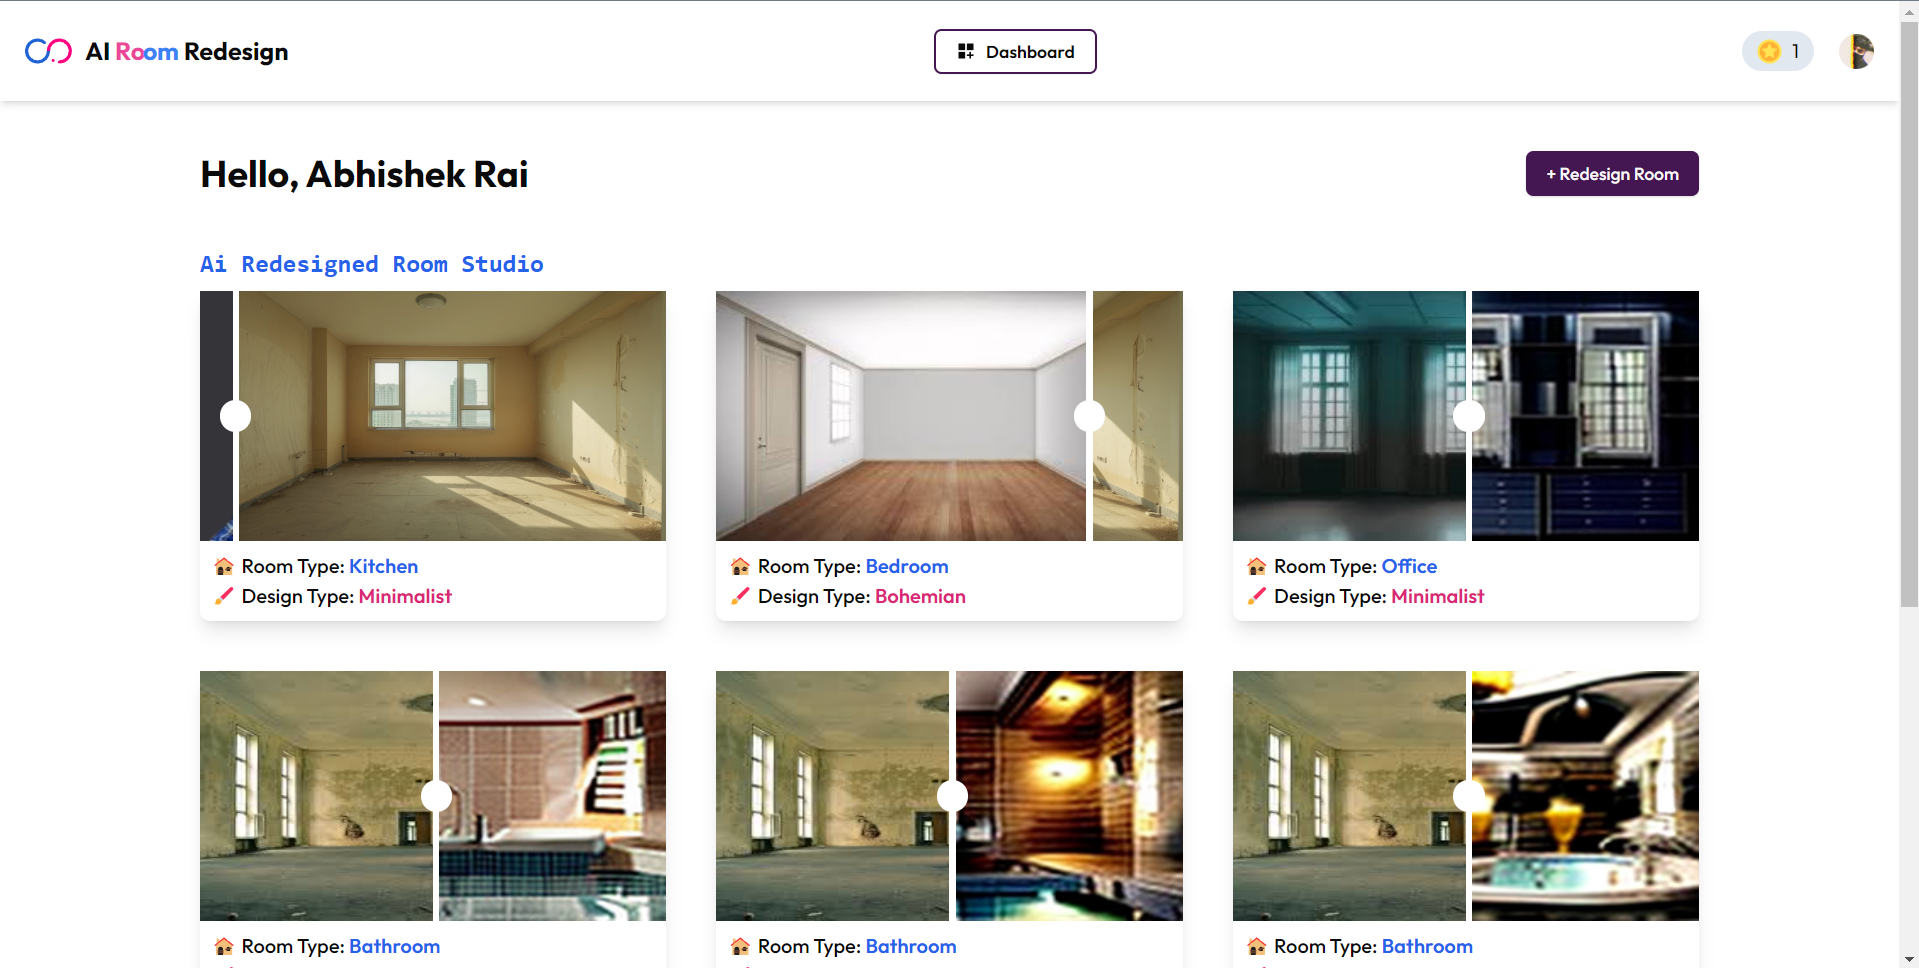 AI Room Redesign
Dashboard
1
Hello, Abhishek Rai
+ Redesign Room
Ai Redesigned Room Studio
Room Type: Kitchen
Design Type: Minimalist
Room Type: Bedroom
Design Type: Bohemian
Room Type: Office
Design Type: Minimalist
Room Type: Bathroom
Room Type: Bathroom
Room Type: Bathroom